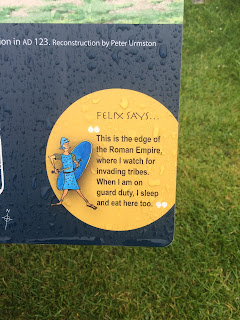 tion in AD 123. Reconstruction by Peter Urmston
FELIX SAYS...
“This is the edge of
the Roman Empire,
where I watch for
invading tribes.
When I am on
guard duty, I sleep
and eat here too.”
N